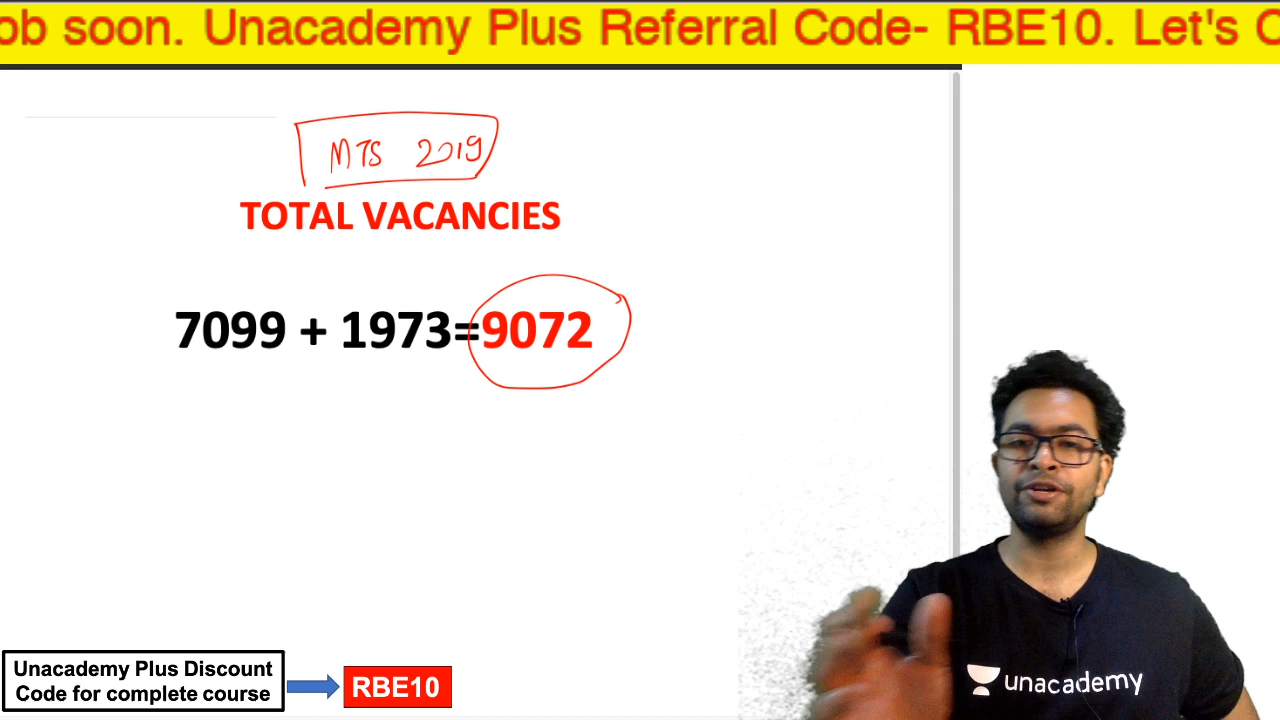 ob soon. Unacademy Plus Referral Code- RBE10. Let's C
MTS 2019
TOTAL VACANCIES
7099 + 1973=9072
Unacademy Plus Discount
Code for complete course
RBE10
unacademy